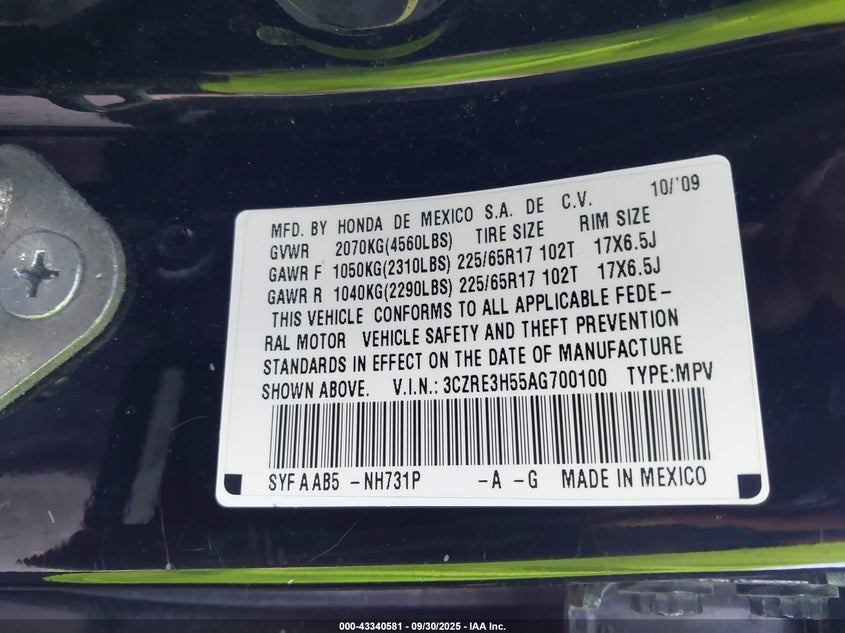 10/'09
MFD. BY HONDA DE MEXICO S.A. DE C.V.
GVWR 2070KG(4560LBS) TIRE SIZE RIM SIZE
GAWR F 1050KG(2310LBS) 225/65R17 102T 17X6.5J
GAWR R 1040KG(2290LBS) 225/65R17 102T 17X6.5J
THIS VEHICLE CONFORMS TO ALL APPLICABLE FEDE-
RAL MOTOR VEHICLE SAFETY AND THEFT PREVENTION
STANDARDS IN EFFECT ON THE DATE OF MANUFACTURE
SHOWN ABOVE. V.I.N.: 3CZRE3H55AG700100 TYPE:MPV
SYF A AB5 -NH731P -A -G MADE IN MEXICO
000-43340581 - 09/30/2025 - IAA Inc.